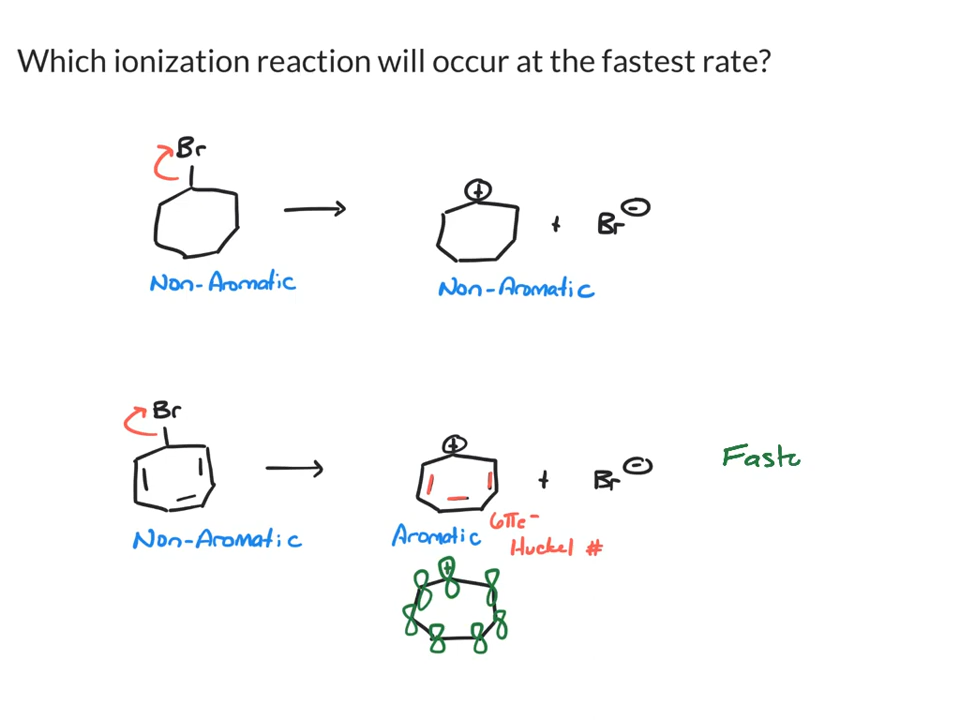 Which ionization reaction will occur at the fastest rate?
Br
⊕ + Br ⊖
Non-Aromatic Non-Aromatic
Br
⊕ + Br ⊖ Faste
Non-Aromatic Aromatic 6πe-
Huckel #
+